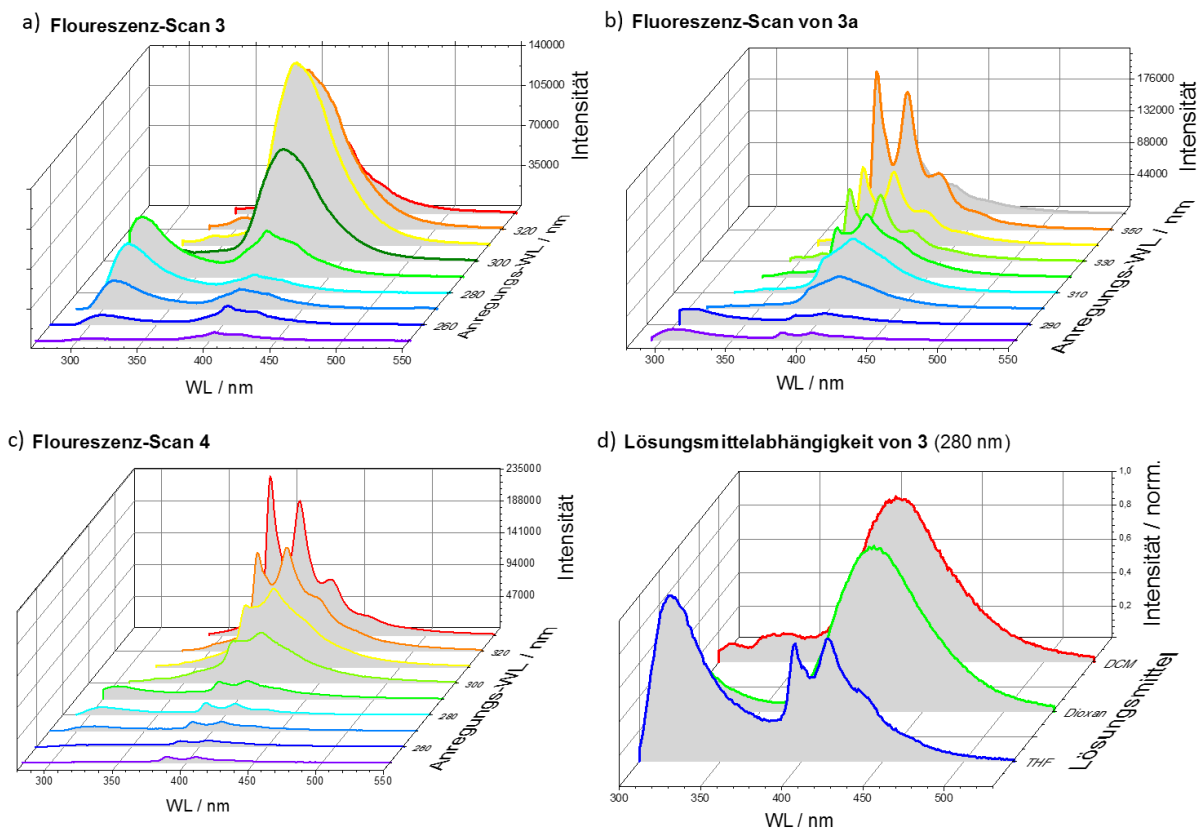 a) Floureszenz-Scan 3
140000
105000
70000
35000
Intensität
320
300
280
260
Anregungs-WL / nm
300 350 400 450 500 550
WL / nm
b) Fluoreszenz-Scan von 3a
176000
132000
88000
44000
Intensität
350
330
310
290
Anregungs-WL / nm
300 350 400 450 500 550
WL / nm
c) Floureszenz-Scan 4
235000
188000
141000
94000
47000
Intensität
320
300
280
260
Anregungs-WL / nm
300 350 400 450 500 550
WL / nm
d) Lösungsmittelabhängigkeit von 3 (280 nm)
1,0
0,8
0,6
0,4
0,2
Intensität / norm.
DCM
Dioxan
THF
Lösungsmittel
300 350 400 450 500
WL / nm